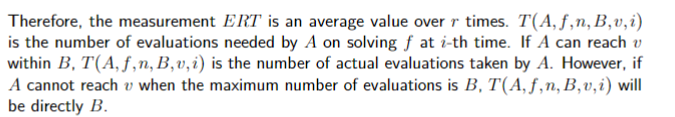 Therefore, the measurement ERT is an average value over r times. T(A, f, n, B, v, i)
is the number of evaluations needed by A on solving f at i-th time. If A can reach v
within B, T(A, f, n, B, v, i) is the number of actual evaluations taken by A. However, if
A cannot reach v when the maximum number of evaluations is B, T(A, f, n, B, v, i) will
be directly B.